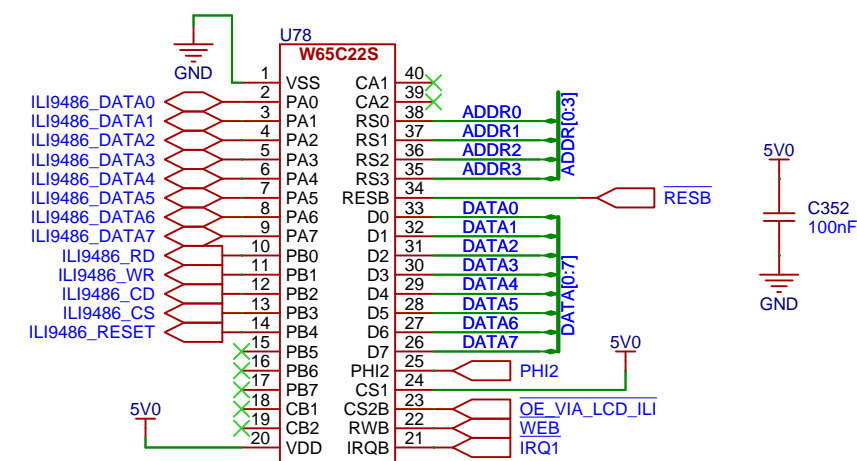 U78
W65C22S
GND
1 VSS CA1 40
ILI9486_DATA0 2 PA0 CA2 39
ILI9486_DATA1 3 PA1 RS0 38 ADDR0
ILI9486_DATA2 4 PA2 RS1 37 ADDR1
ILI9486_DATA3 5 PA3 RS2 36 ADDR2
ILI9486_DATA4 6 PA4 RS3 35 ADDR3
ADDR[0:3]
ILI9486_DATA5 7 PA5 RESB 34 RESB
ILI9486_DATA6 8 PA6 D0 33 DATA0
ILI9486_DATA7 9 PA7 D1 32 DATA1
ILI9486_RD 10 PB0 D2 31 DATA2
ILI9486_WR 11 PB1 D3 30 DATA3
ILI9486_CD 12 PB2 D4 29 DATA4
ILI9486_CS 13 PB3 D5 28 DATA5
ILI9486_RESET 14 PB4 D6 27 DATA6
15 PB5 D7 26 DATA7
DATA[0:7]
16 PB6 PHI2 25 PHI2
17 PB7 CS1 24
5V0
18 CB1 CS2B 23 OE_VIA_LCD_ILI
19 CB2 RWB 22 WEB
5V0
20 VDD IRQB 21 IRQ1
5V0
C352
100nF
GND